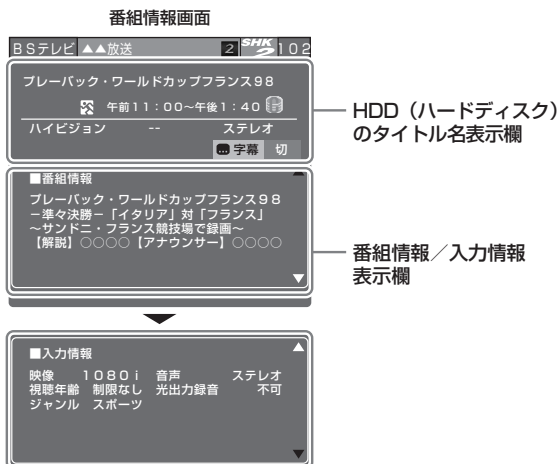 番組情報画面
BSテレビ ▲▲放送 2 SHK 2 102
プレーバック・ワールドカップフランス98
午前11:00~午後1:40
ハイビジョン -- ステレオ
字幕 切
HDD(ハードディスク)
のタイトル名表示欄
■番組情報
プレーバック・ワールドカップフランス98
-準々決勝-「イタリア」対「フランス」
~サンドニ・フランス競技場で録画~
【解説】○○○○【アナウンサー】○○○○
番組情報/入力情報
表示欄
■入力情報
映像 1080i 音声 ステレオ
視聴年齢 制限なし 光出力録音 不可
ジャンル スポーツ